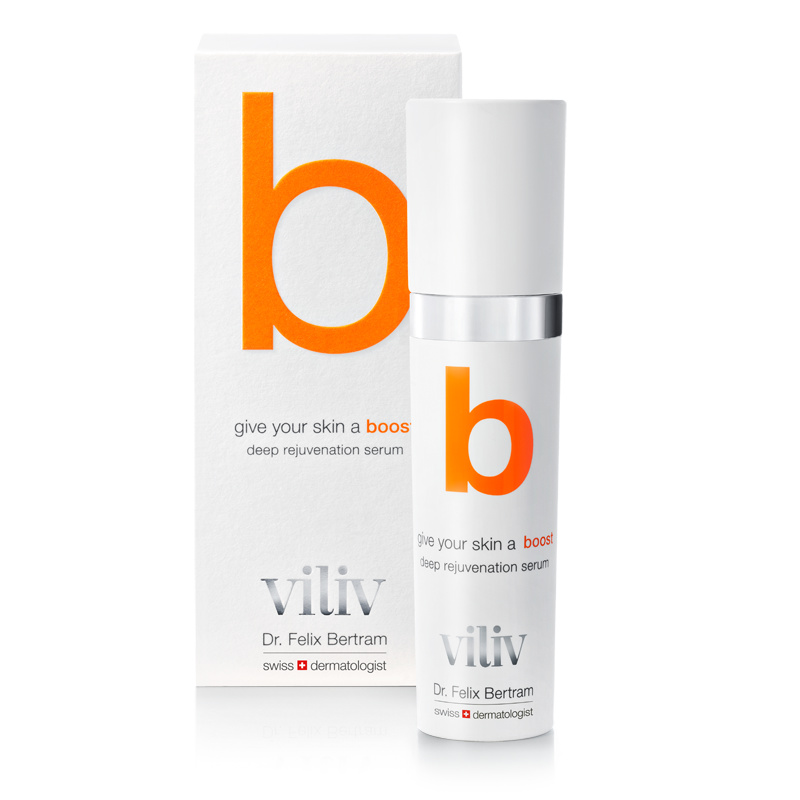 b
give your skin a boost
deep rejuvenation serum
viliv
Dr. Felix Bertram
swiss dermatologist
b
give your skin a boost
deep rejuvenation serum
viliv
Dr. Felix Bertram
swiss dermatologist